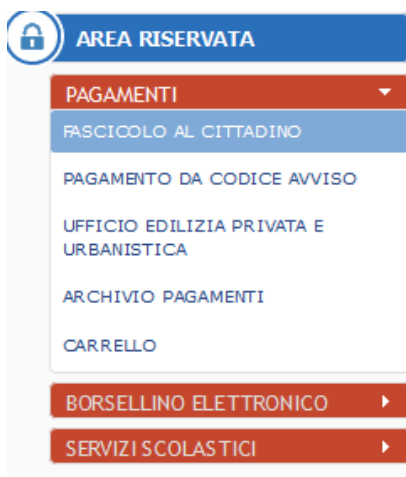 AREA RISERVATA
PAGAMENTI
FASCICOLO AL CITTADINO
PAGAMENTO DA CODICE AVVISO
UFFICIO EDILIZIA PRIVATA E
URBANISTICA
ARCHIVIO PAGAMENTI
CARRELLO
BORSELLINO ELETTRONICO
SERVIZI SCOLASTICI